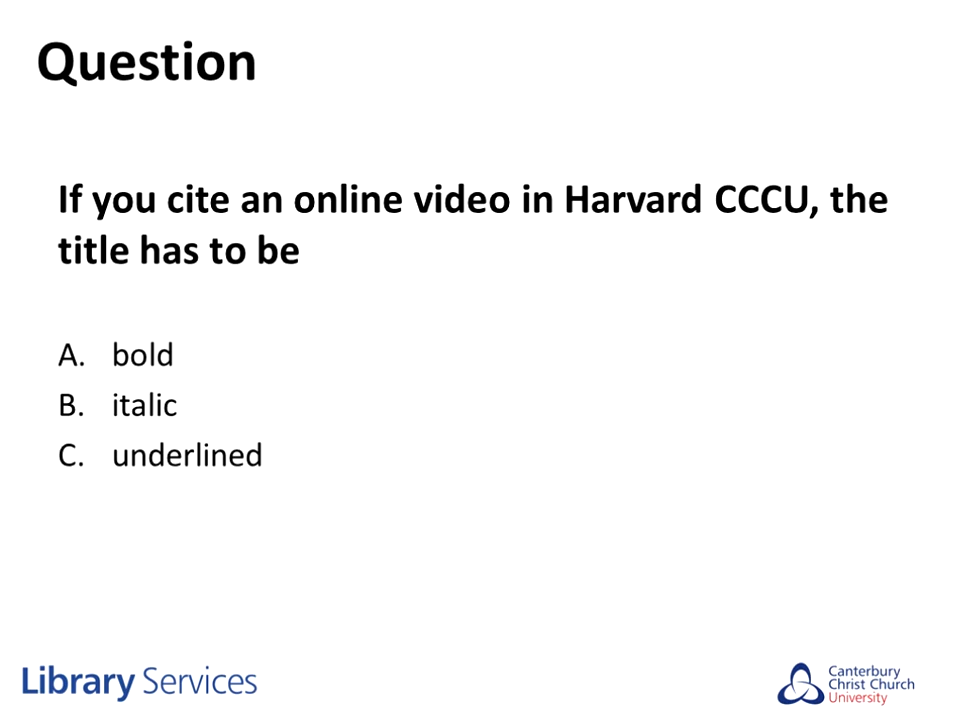 Question
If you cite an online video in Harvard CCCU, the
title has to be
A. bold
B. italic
C. underlined
Library Services
Canterbury
Christ Church
University